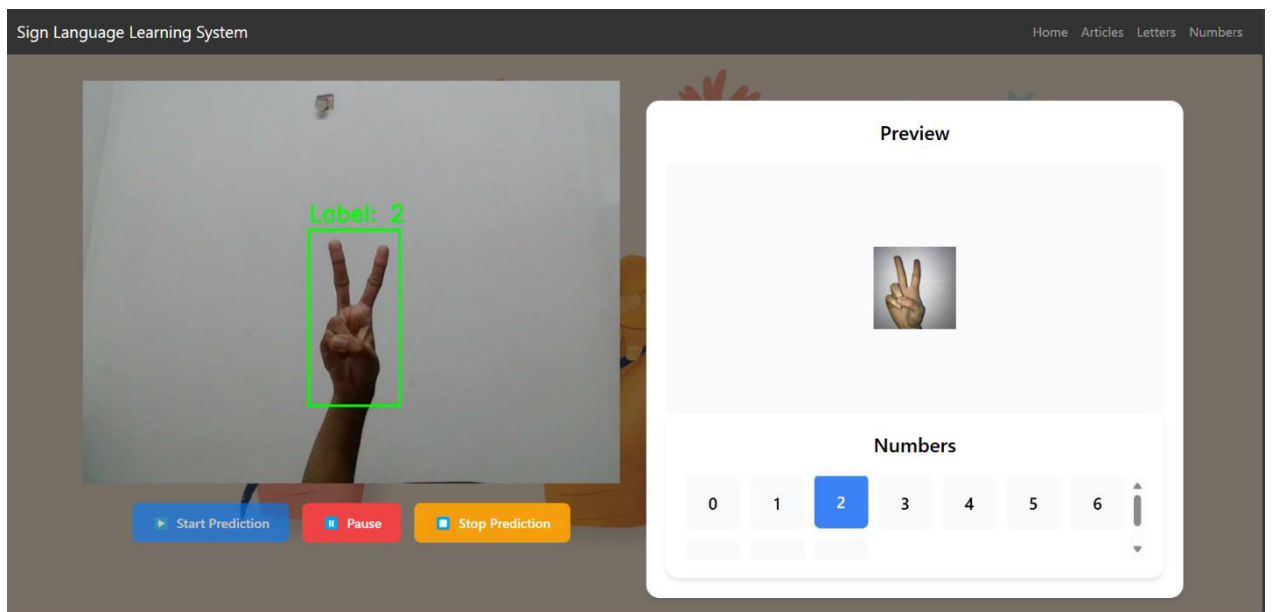 Sign Language Learning System
Home Articles Letters Numbers
Label: 2
Start Prediction
Pause
Stop Prediction
Preview
Numbers
0 1 2 3 4 5 6